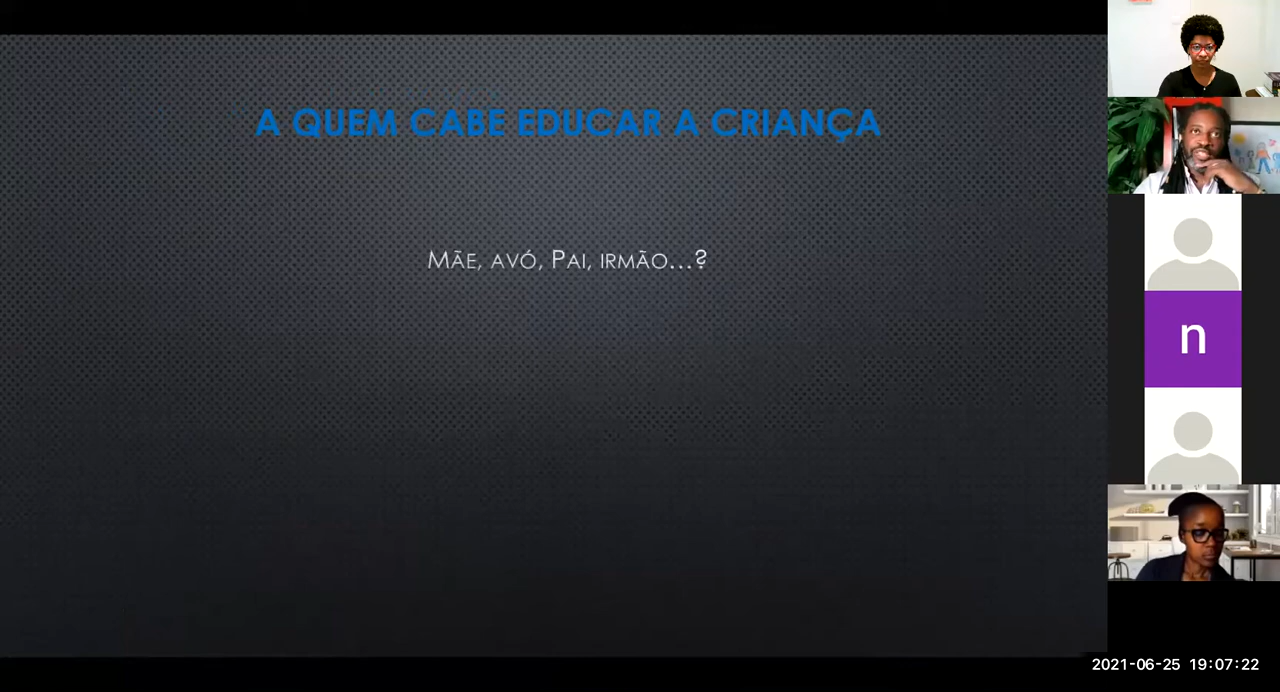 A QUEM CABE EDUCAR A CRIANÇA
MÃE, AVÓ, PAI, IRMÃO...?
n
2021-06-25 19:07:22